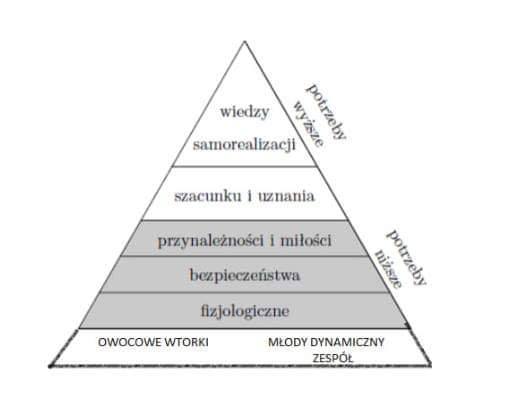 wiedzy
samorealizacji
potrzeby
wyższe
szacunku i uznania
przynależności i miłości
bezpieczeństwa
fizjologiczne
potrzeby
niższe
OWOCOWE WTORKI
MŁODY DYNAMICZNY
ZESPÓŁ